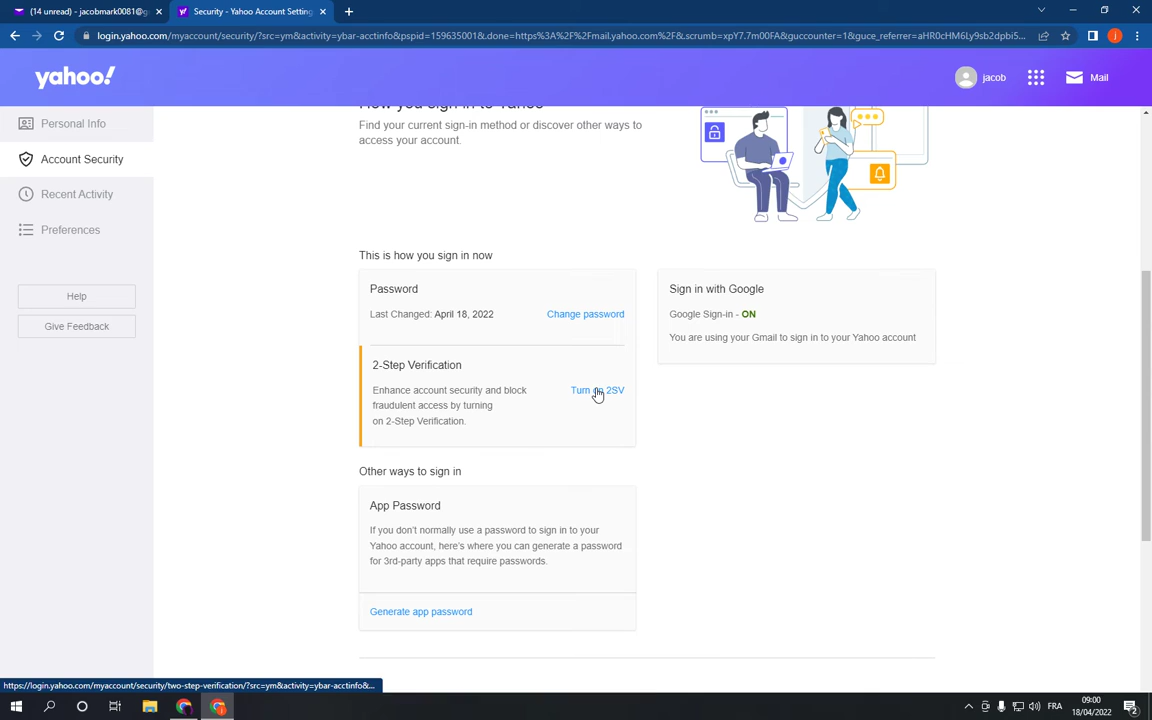 (14 unread) - jacobmark0081@g
Security - Yahoo Account Setting
login.yahoo.com/myaccount/security/?src=ym&activity=ybar-acctinfo&pspid=159635001&.done=https%3A%2F%2Fmail.yahoo.com%2F&.scrumb=xpY7.7m00FA&guccounter=1&guce_referrer=aHR0cHM6Ly9sb2dpbi5...
yahoo!
jacob
Mail
Personal Info
Account Security
Recent Activity
Preferences
Help
Give Feedback
How you sign in to Yahoo
Find your current sign-in method or discover other ways to
access your account.
This is how you sign in now
Password
Last Changed: April 18, 2022 Change password
2-Step Verification
Enhance account security and block Turn on 2SV
fraudulent access by turning
on 2-Step Verification.
Sign in with Google
Google Sign-in - ON
You are using your Gmail to sign in to your Yahoo account
Other ways to sign in
App Password
If you don't normally use a password to sign in to your
Yahoo account, here's where you can generate a password
for 3rd-party apps that require passwords.
Generate app password
https://login.yahoo.com/myaccount/security/two-step-verification/?src=ym&activity=ybar-acctinfo&...
FRA
09:00
18/04/2022
2